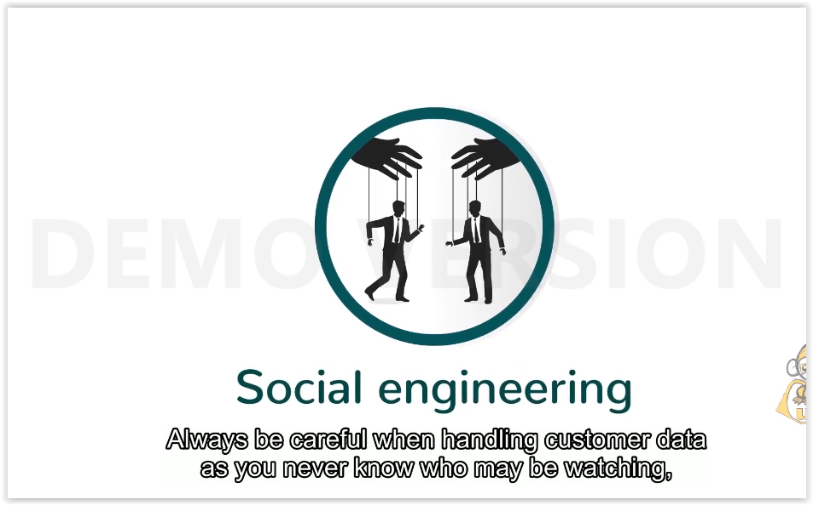 DEMO VERSION
Social engineering
Always be careful when handling customer data
as you never know who may be watching,